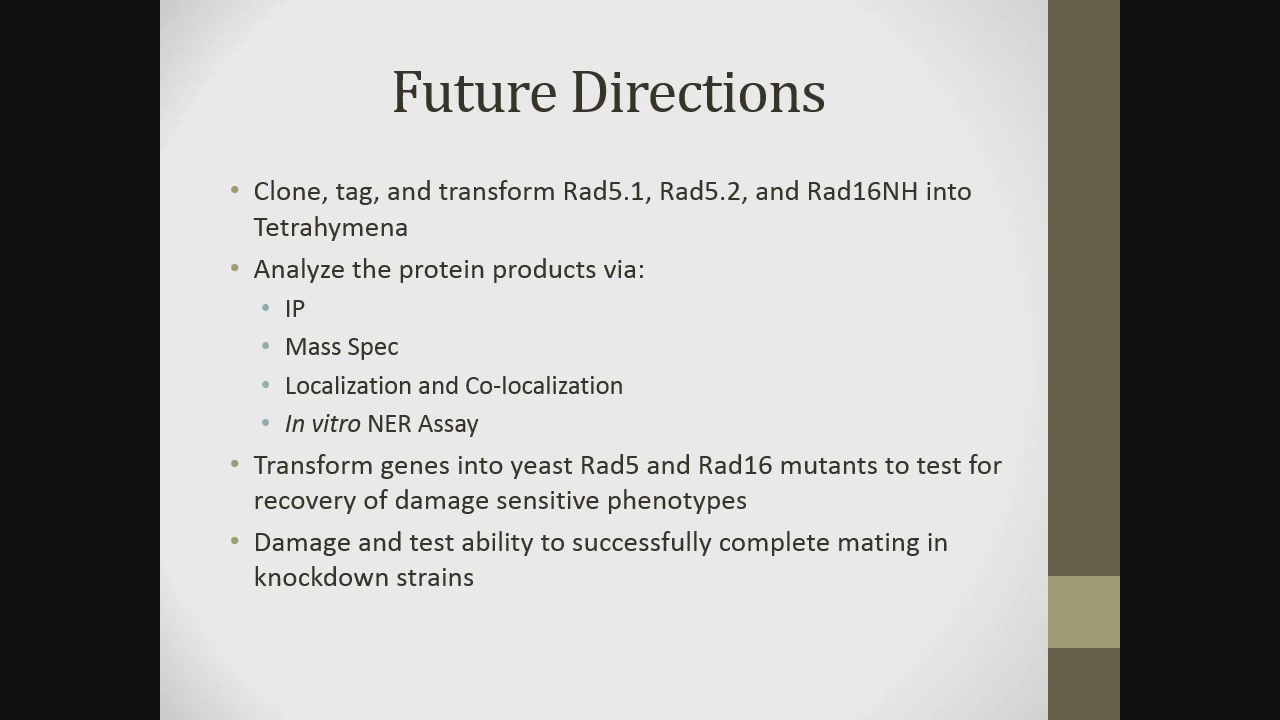 Future Directions
• Clone, tag, and transform Rad5.1, Rad5.2, and Rad16NH into
Tetrahymena
• Analyze the protein products via:
• IP
• Mass Spec
• Localization and Co-localization
• In vitro NER Assay
• Transform genes into yeast Rad5 and Rad16 mutants to test for
recovery of damage sensitive phenotypes
• Damage and test ability to successfully complete mating in
knockdown strains